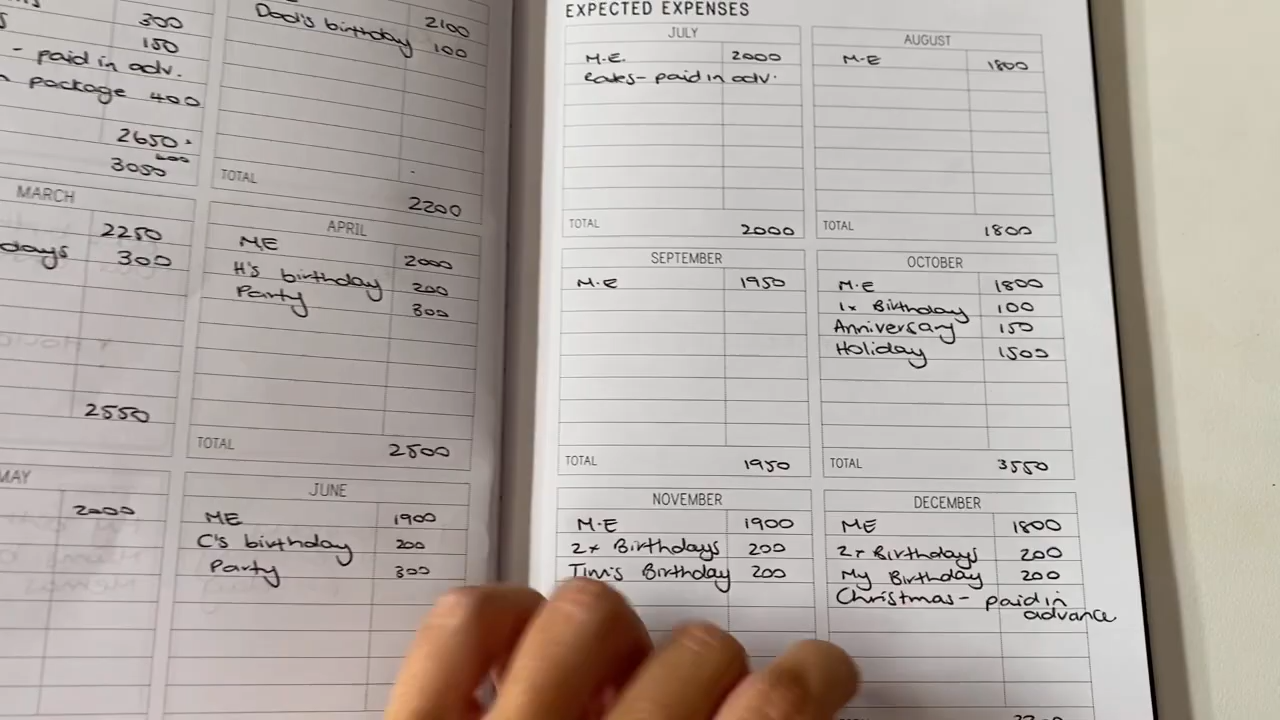 300
150
- paid in adv.
package 400
2650
400
3050
Dad's birthday 2100
100
TOTAL 2200
MARCH
2250
days 300
2550
APRIL
ME 2000
H's birthday 200
Party 300
TOTAL 2500
MAY
2000
JUNE
ME 1900
C's birthday 200
Party 300
EXPECTED EXPENSES
JULY
M.E. 2000
Rates- paid in adv.
TOTAL 2000
AUGUST
M-E 1800
TOTAL 1800
SEPTEMBER
M.E 1950
TOTAL 1950
OCTOBER
M.E 1800
1x Birthday 100
Anniversary 150
Holiday 1500
TOTAL 3550
NOVEMBER
M.E 1900
2x Birthdays 200
Tim's Birthday 200
DECEMBER
ME 1800
2x Birthdays 200
My Birthday 200
Christmas- paid in
advance